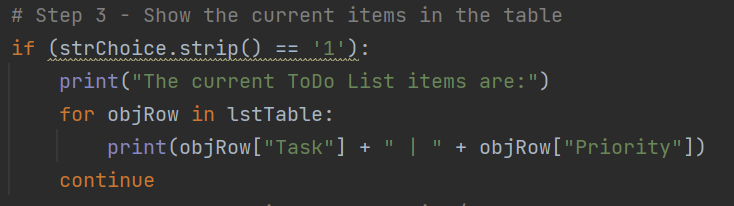 # Step 3 - Show the current items in the table
if (strChoice.strip() == '1'):
    print("The current ToDo List items are:")
    for objRow in lstTable:
        print(objRow["Task"] + " | " + objRow["Priority"])
    continue